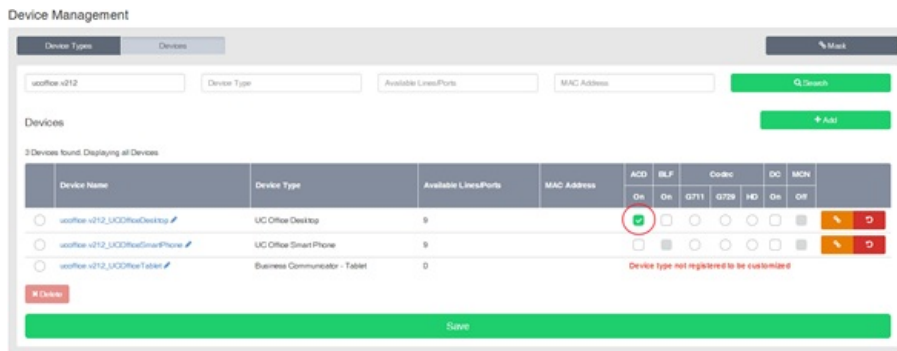 Device Management
Device Types Devices Mask
ucoffice.v212 Device Type Available Lines/Ports MAC Address Search
Devices Add
3 Devices found. Displaying all Devices
Device Name Device Type Available Lines/Ports MAC Address ACD BLF Codec DC MCN
On On G711 G729 HD On Off
ucoffice.v212_UCOfficeDesktop UC Office Desktop 9
ucoffice.v212_UCOfficeSmartPhone UC Office Smart Phone 9
ucoffice.v212_UCOfficeTablet Business Communicator - Tablet 0 Device type not registered to be customized
Delete
Save